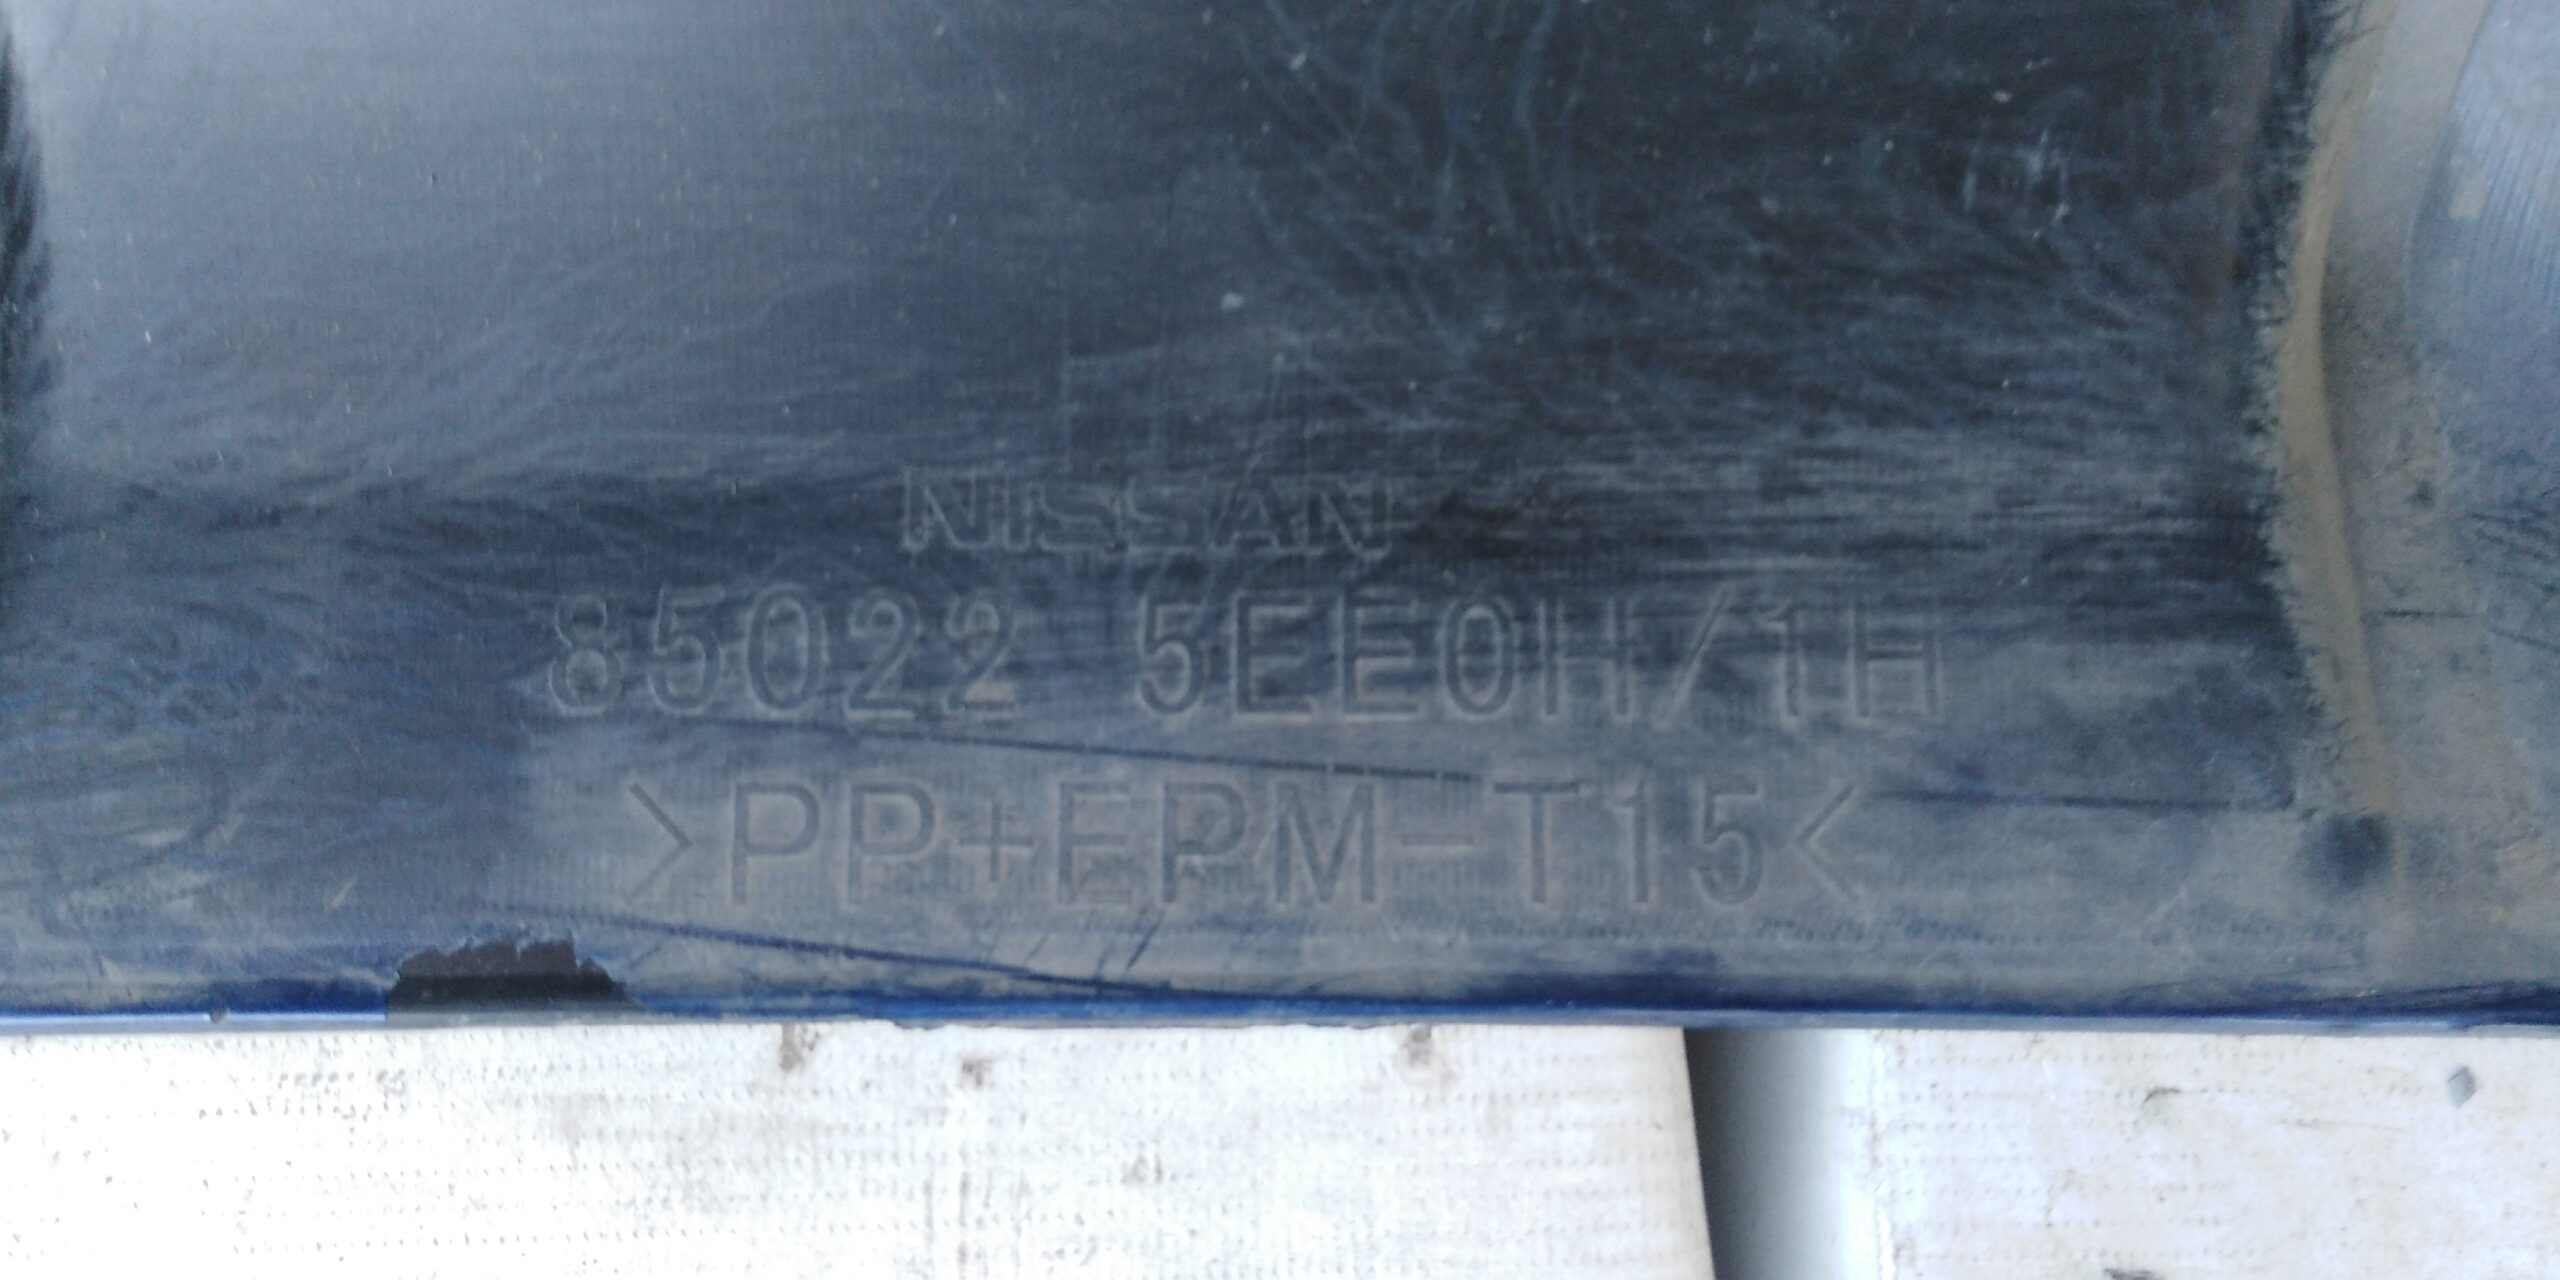 NISSAN
85022 5EE0H/1H
>PP+EPM-T15<